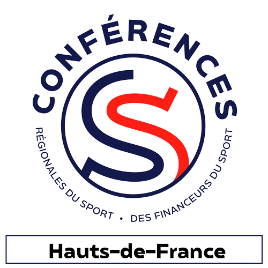 CONFÉRENCES
RÉGIONALES DU SPORT • DES FINANCEURS DU SPORT
Hauts-de-France